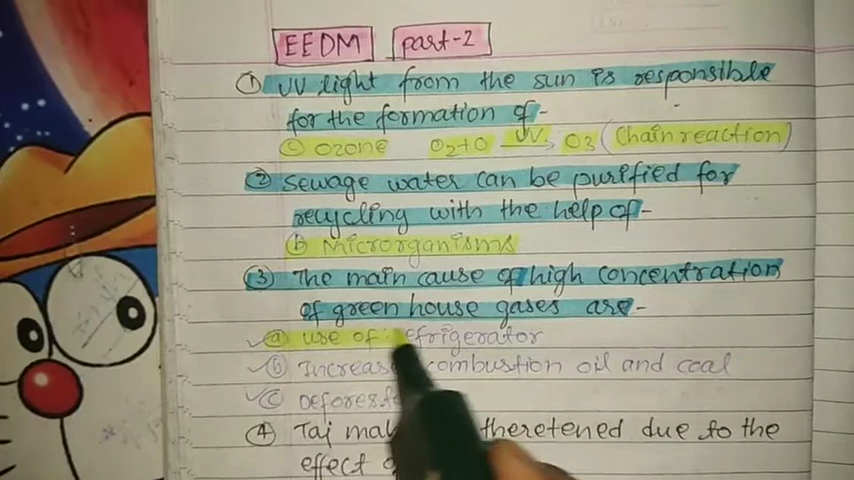 EEDM part-2
① UV light from the sun is responsible
for the formation of-
ⓒ ozone O2+O UV→ O3 (Chain reaction)
② Sewage water can be purified for
recycling with the help of-
ⓑ Microorganisms
③ The main cause of high concentration
of green house gases are-
✓ⓐ use of refrigerator
✓ⓑ Increas combustion oil and coal
✓ⓒ
④ Taj theretened due to the
effect